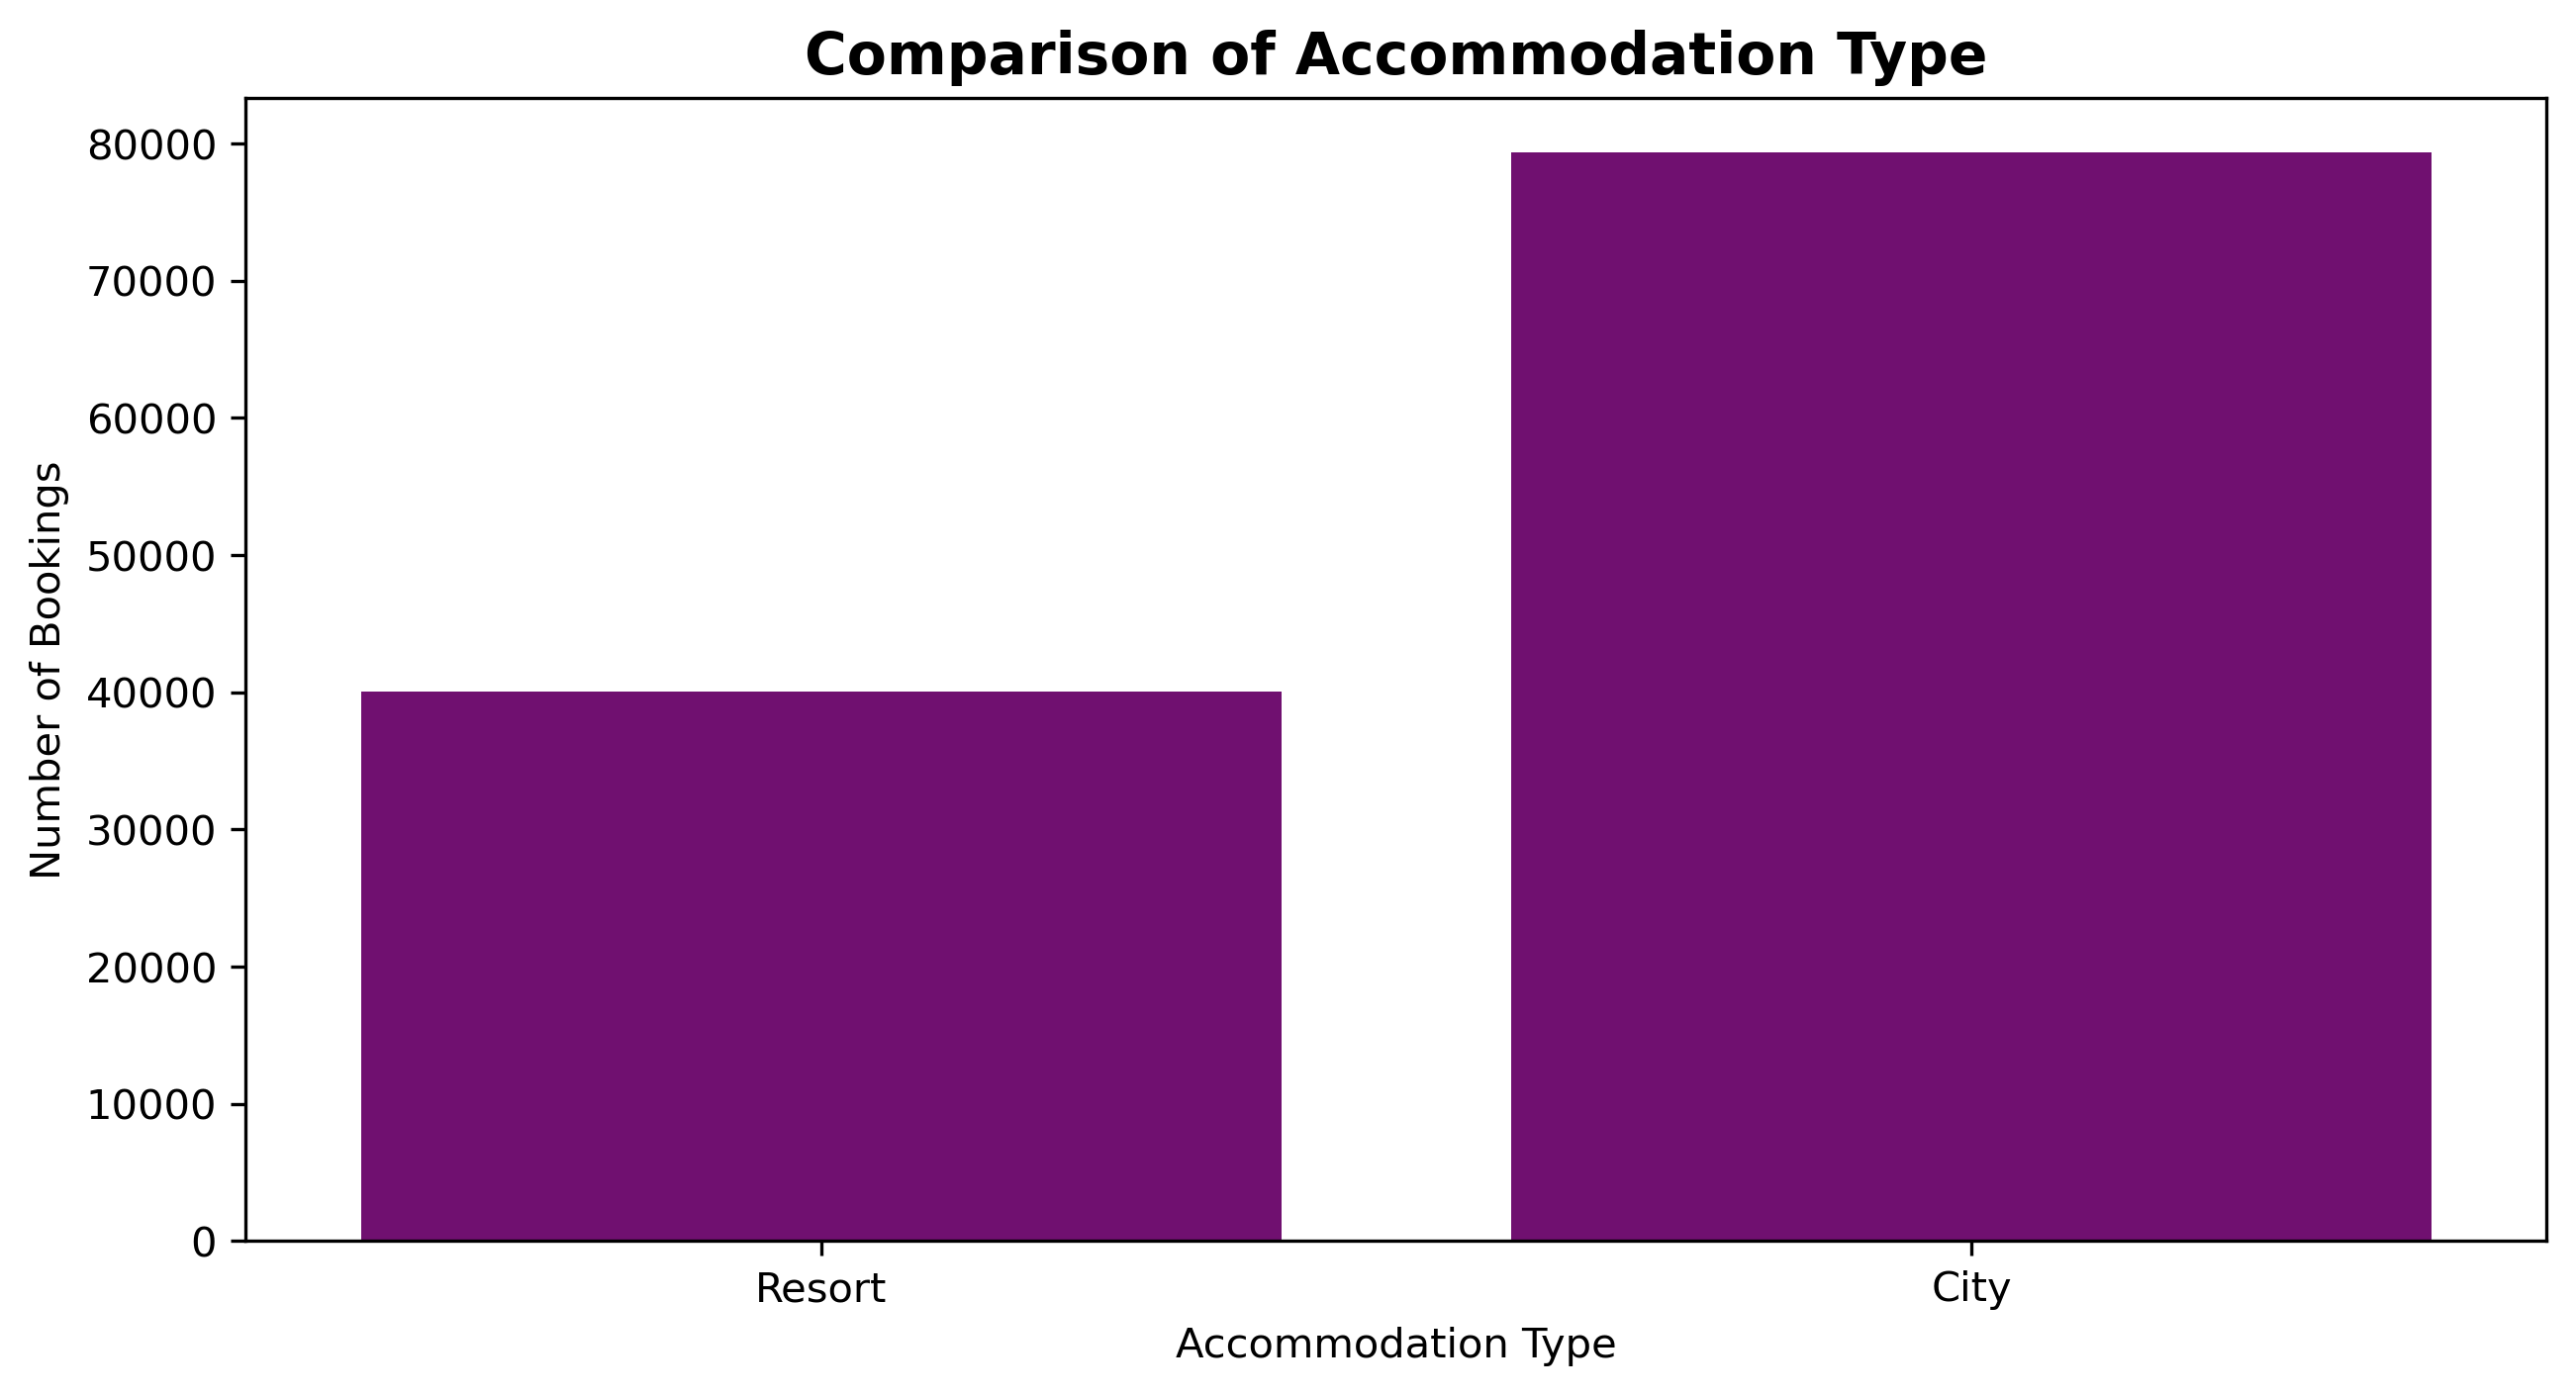 Comparison of Accommodation Type
80000
70000
60000
50000
40000
30000
20000
10000
0
Number of Bookings
Resort
City
Accommodation Type